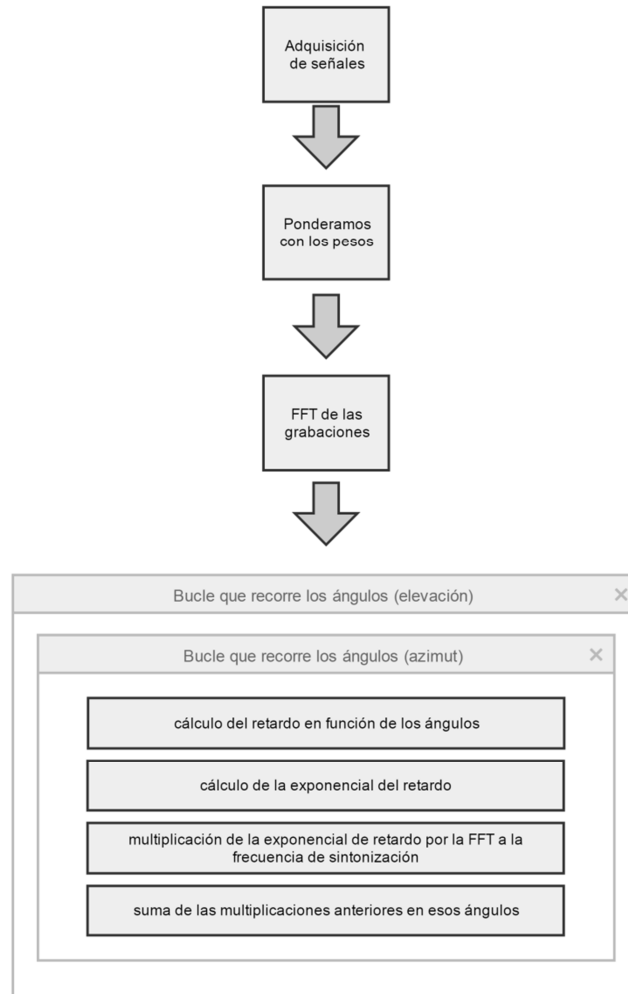 Adquisición
de señales
Ponderamos
con los pesos
FFT de las
grabaciones
Bucle que recorre los ángulos (elevación)
Bucle que recorre los ángulos (azimut)
cálculo del retardo en función de los ángulos
cálculo de la exponencial del retardo
multiplicación de la exponencial de retardo por la FFT a la
frecuencia de sintonización
suma de las multiplicaciones anteriores en esos ángulos